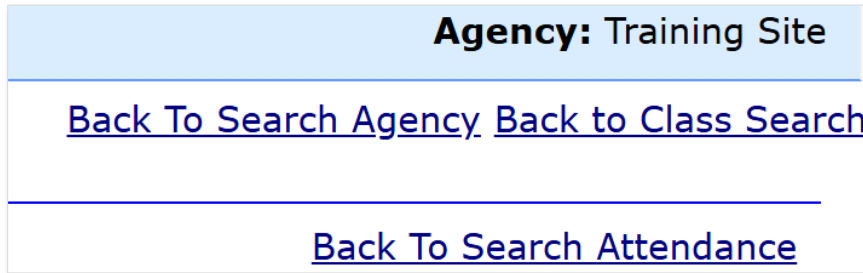 Agency: Training Site
Back To Search Agency Back to Class Search
Back To Search Attendance